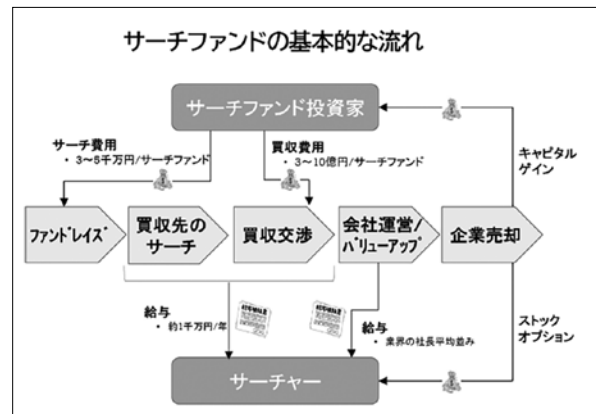 サーチファンドの基本的な流れ
サーチファンド投資家
サーチ費用
・ 3～5千万円/サーチファンド
買収費用
・ 3～10億円/サーチファンド
キャピタル
ゲイン
ファンドレイズ
買収先の
サーチ
買収交渉
会社運営/
バリューアップ
企業売却
給与
・ 約1千万円/年
給与
・ 業界の社長平均並み
ストック
オプション
サーチャー